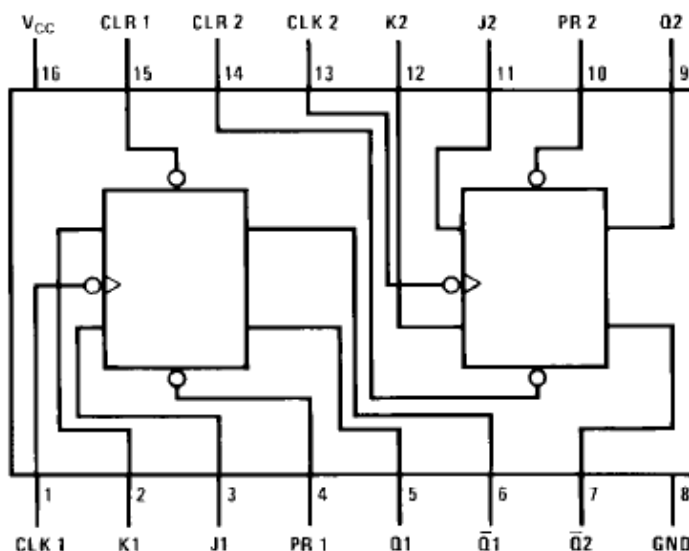 V_CC CLR 1 CLR 2 CLK 2 K2 J2 PR 2 Q2
16 15 14 13 12 11 10 9
1 2 3 4 5 6 7 8
CLK 1 K1 J1 PR 1 Q1 Q̅1 Q̅2 GND